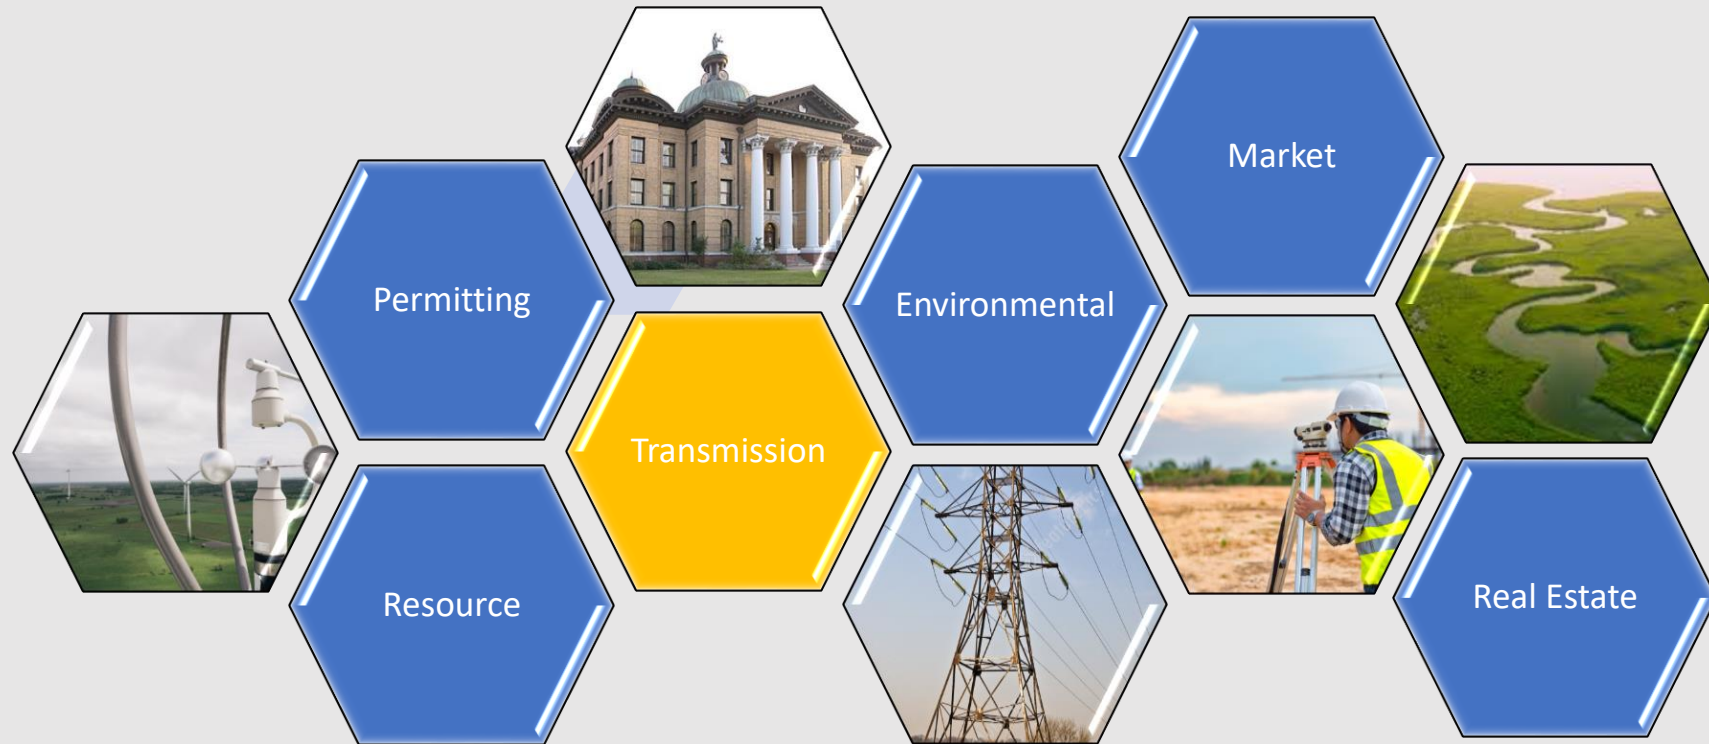 Market
Permitting
Environmental
Transmission
Resource
Real Estate